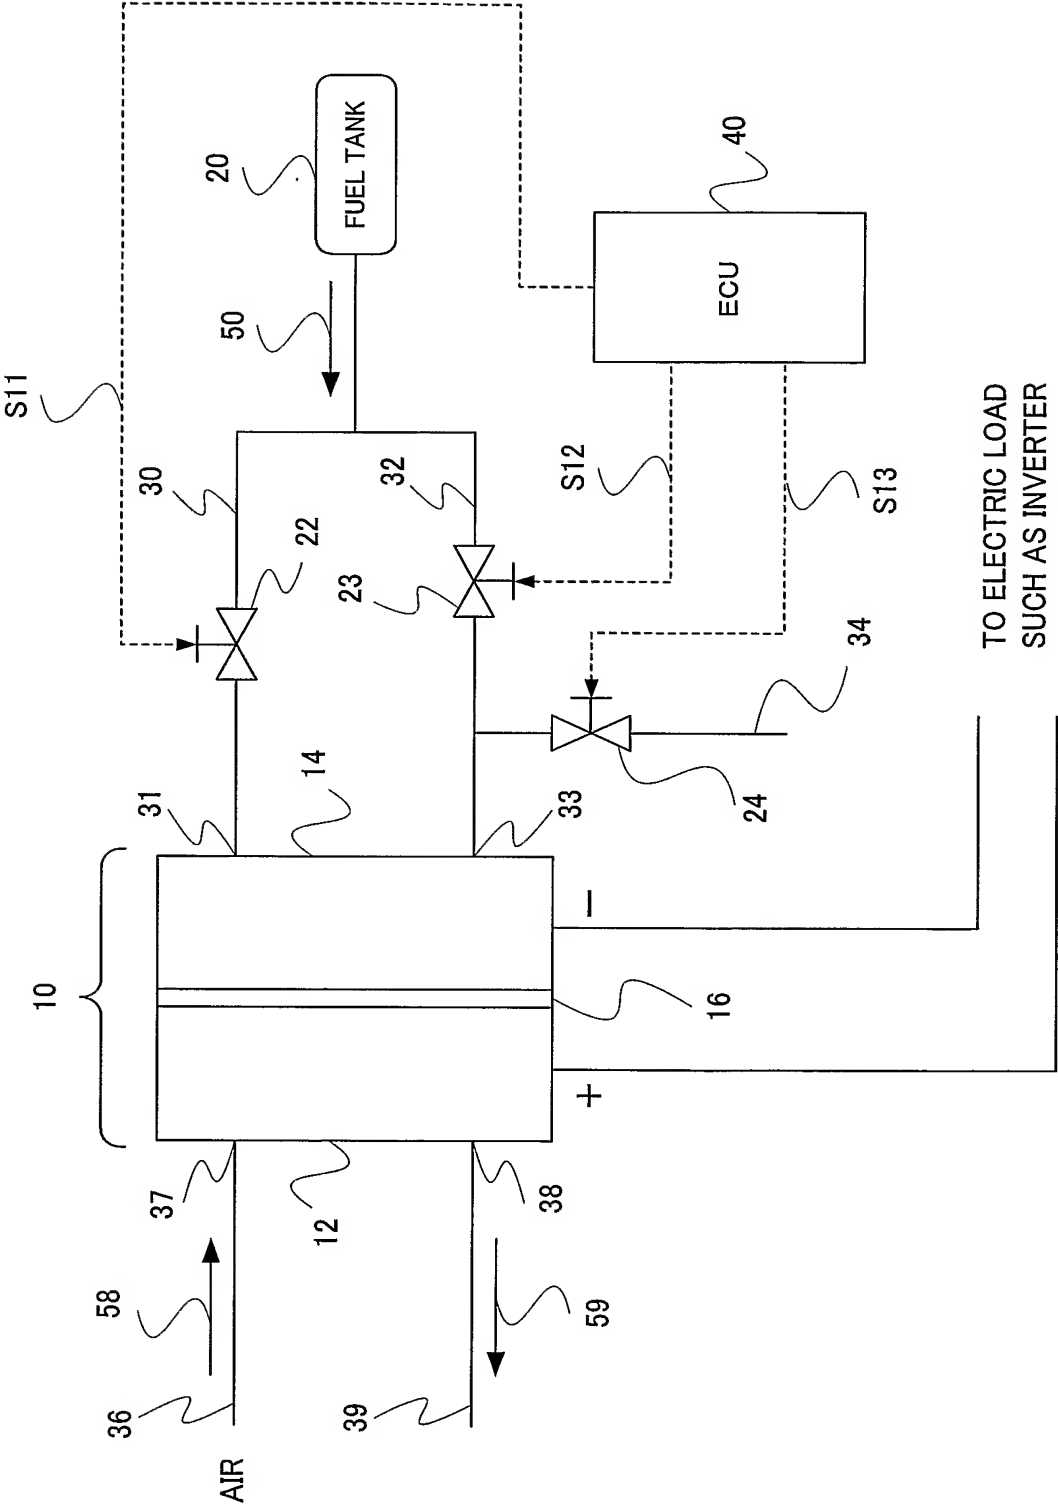 S11
10
58
36
31
30
37
20
50
AIR
22
14
12
23
39
FUEL TANK
32
38
33
S12
+
−
59
16
ECU
40
24
34
S13
TO ELECTRIC LOAD
SUCH AS INVERTER